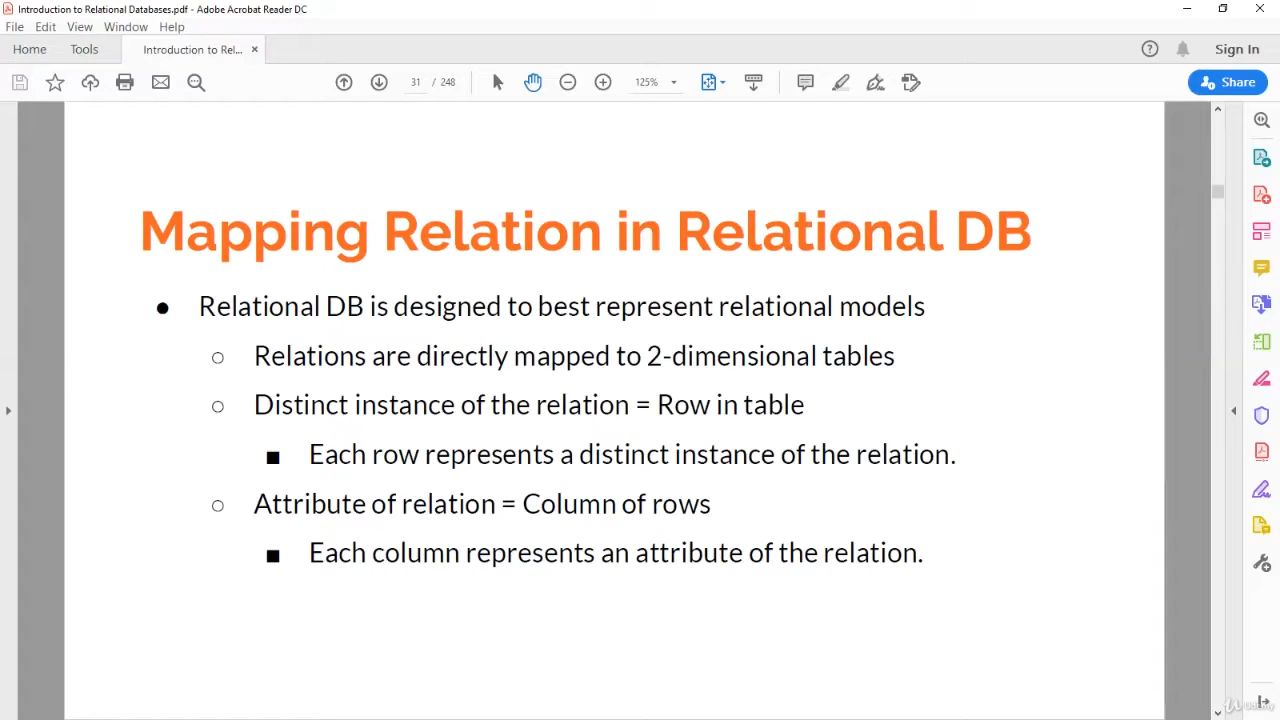 Introduction to Relational Databases.pdf - Adobe Acrobat Reader DC
File Edit View Window Help
Home Tools Introduction to Rel... × Sign In
31 / 248 125% Share
Mapping Relation in Relational DB
● Relational DB is designed to best represent relational models
○ Relations are directly mapped to 2-dimensional tables
○ Distinct instance of the relation = Row in table
■ Each row represents a distinct instance of the relation.
○ Attribute of relation = Column of rows
■ Each column represents an attribute of the relation.
Udemy